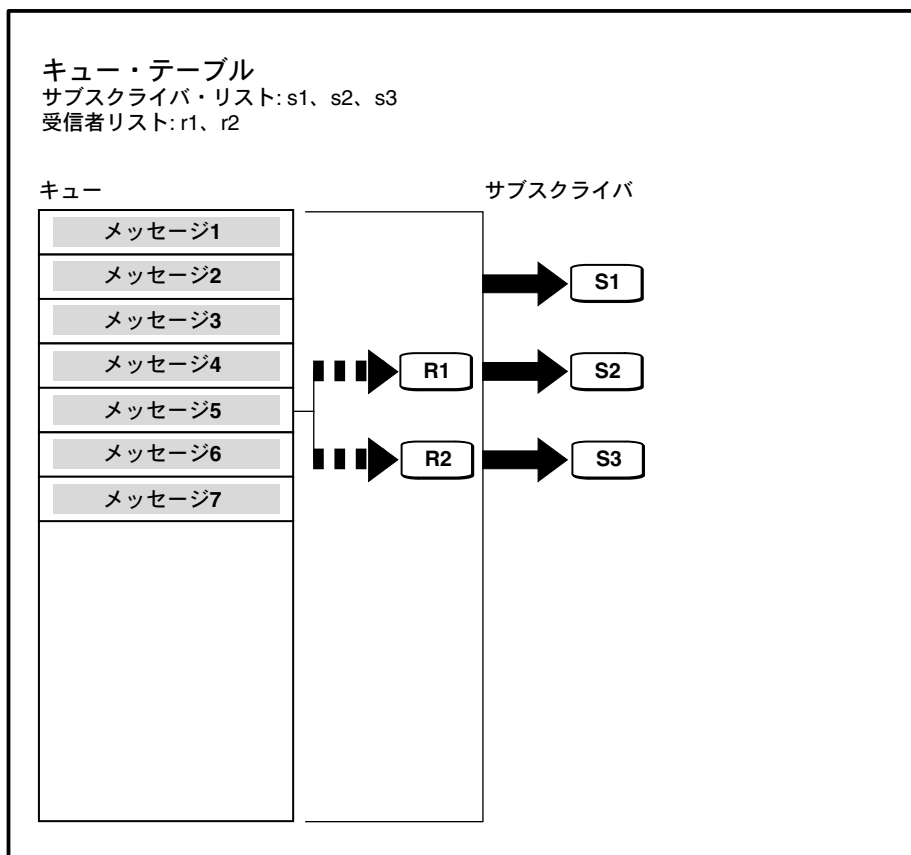 キュー・テーブル
サブスクライバ・リスト: s1、s2、s3
受信者リスト: r1、r2
キュー
サブスクライバ
メッセージ1
メッセージ2
S1
メッセージ3
メッセージ4
R1
S2
メッセージ5
メッセージ6
R2
S3
メッセージ7